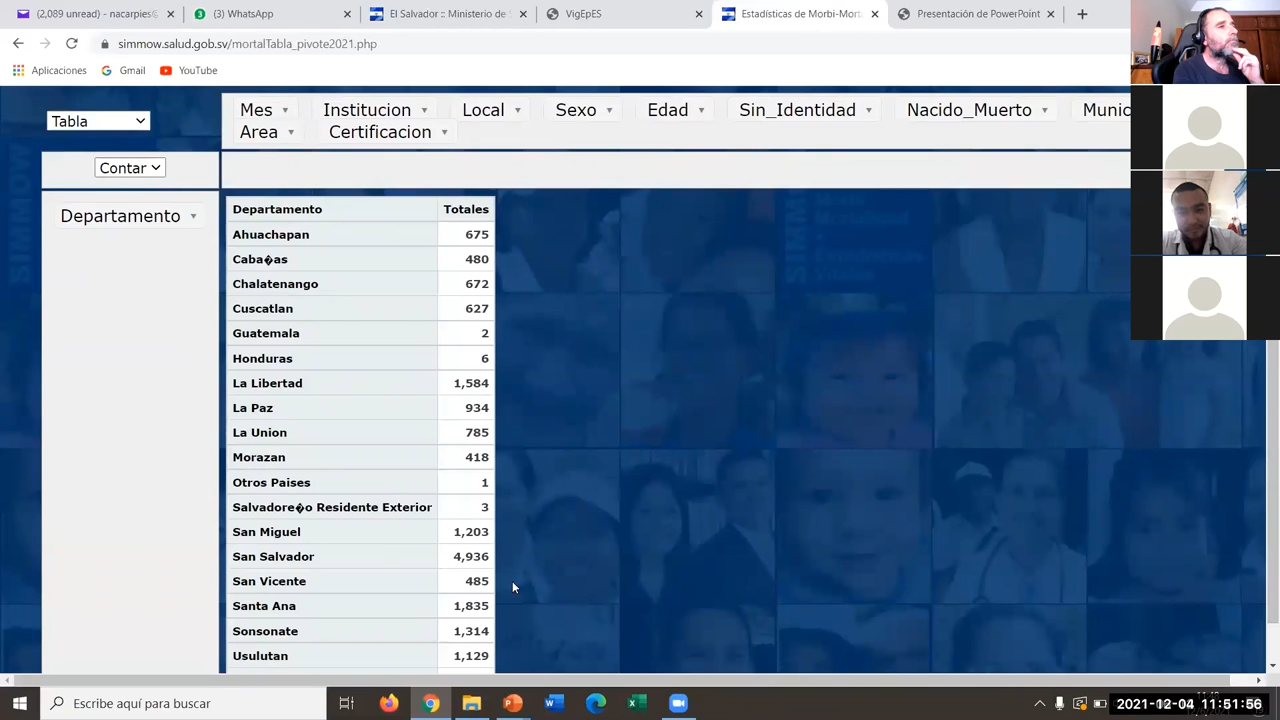 (2,089 unread) - nacarpies@
(3) WhatsApp
El Salvador :: Ministerio de
VigEpES
Estadísticas de Morbi-Mort
Presentación de PowerPoint
simmow.salud.gob.sv/mortalTabla_pivote2021.php
Aplicaciones Gmail YouTube
Tabla
Mes Institucion Local Sexo Edad Sin_Identidad Nacido_Muerto Munic
Area Certificacion
Contar
Departamento
SIMMOW
Departamento Totales
Ahuachapan 675
Caba�as 480
Chalatenango 672
Cuscatlan 627
Guatemala 2
Honduras 6
La Libertad 1,584
La Paz 934
La Union 785
Morazan 418
Otros Paises 1
Salvadore�o Residente Exterior 3
San Miguel 1,203
San Salvador 4,936
San Vicente 485
Santa Ana 1,835
Sonsonate 1,314
Usulutan 1,129
Escribe aquí para buscar
2021-12-04 11:51:56